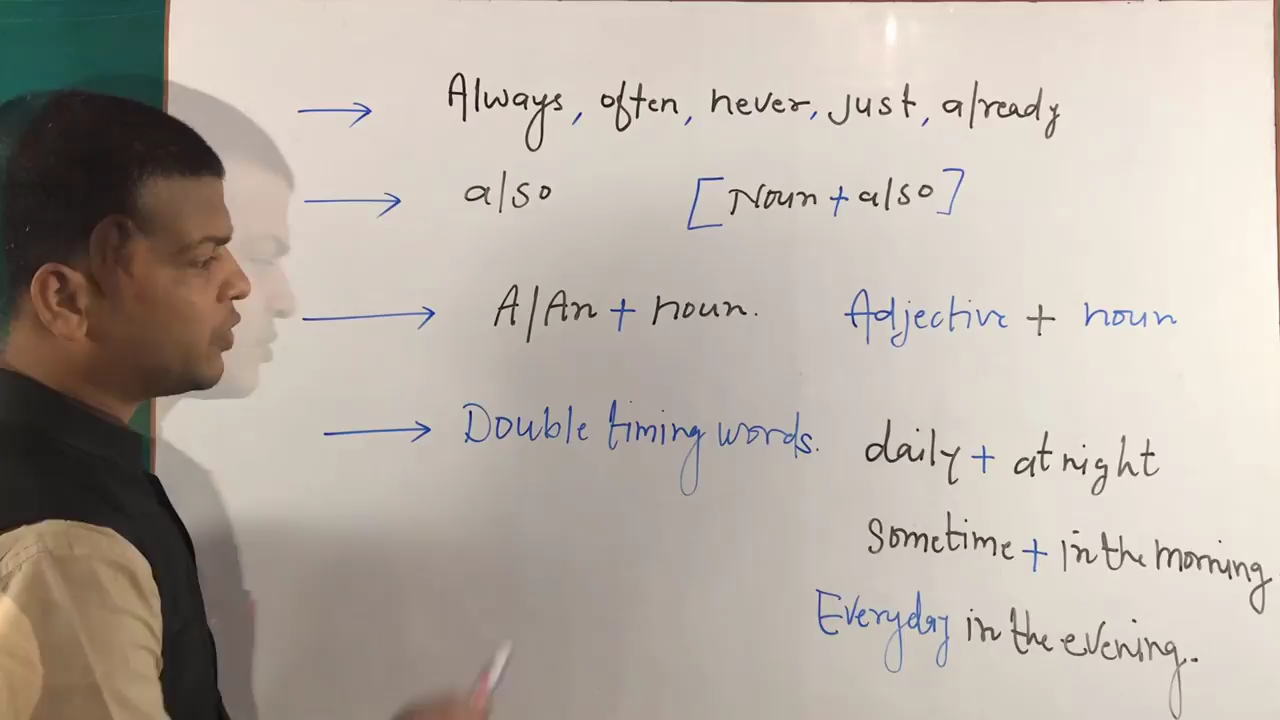 → Always, often, never, just, already
→ also [Noun + also]
→ A/An + noun. Adjective + noun
→ Double timing words. daily + at night
sometime + in the morning
Everyday in the evening.